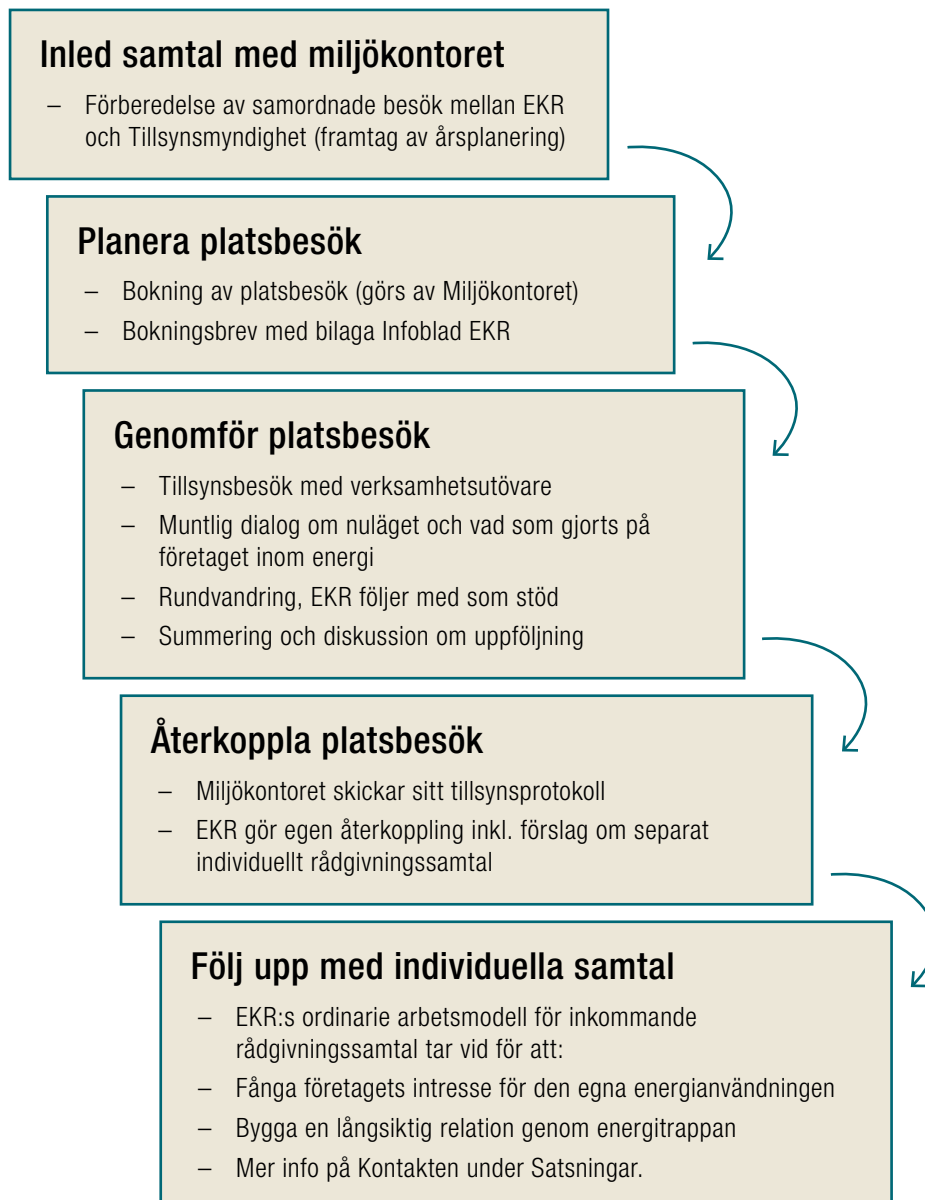 Inled samtal med miljökontoret
– Förberedelse av samordnade besök mellan EKR
och Tillsynsmyndighet (framtag av årsplanering)
Planera platsbesök
– Bokning av platsbesök (görs av Miljökontoret)
– Bokningsbrev med bilaga Infoblad EKR
Genomför platsbesök
– Tillsynsbesök med verksamhetsutövare
– Muntlig dialog om nuläget och vad som gjorts på
företaget inom energi
– Rundvandring, EKR följer med som stöd
– Summering och diskussion om uppföljning
Återkoppla platsbesök
– Miljökontoret skickar sitt tillsynsprotokoll
– EKR gör egen återkoppling inkl. förslag om separat
individuellt rådgivningssamtal
Följ upp med individuella samtal
– EKR:s ordinarie arbetsmodell för inkommande
rådgivningssamtal tar vid för att:
– Fånga företagets intresse för den egna energianvändningen
– Bygga en långsiktig relation genom energitrappan
– Mer info på Kontakten under Satsningar.